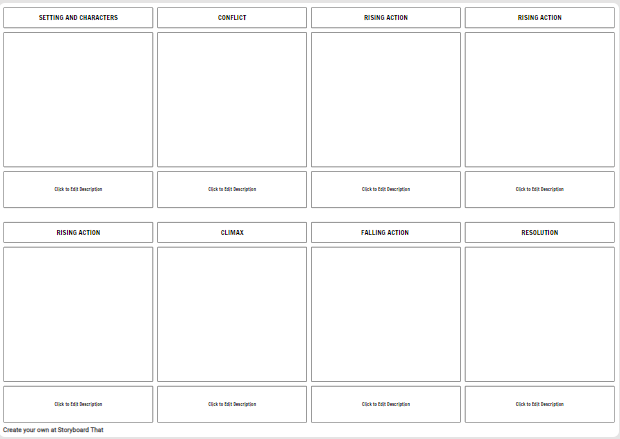 SETTING AND CHARACTERS
CONFLICT
RISING ACTION
RISING ACTION
Click to Edit Description
Click to Edit Description
Click to Edit Description
Click to Edit Description
RISING ACTION
CLIMAX
FALLING ACTION
RESOLUTION
Click to Edit Description
Click to Edit Description
Click to Edit Description
Click to Edit Description
Create your own at Storyboard That